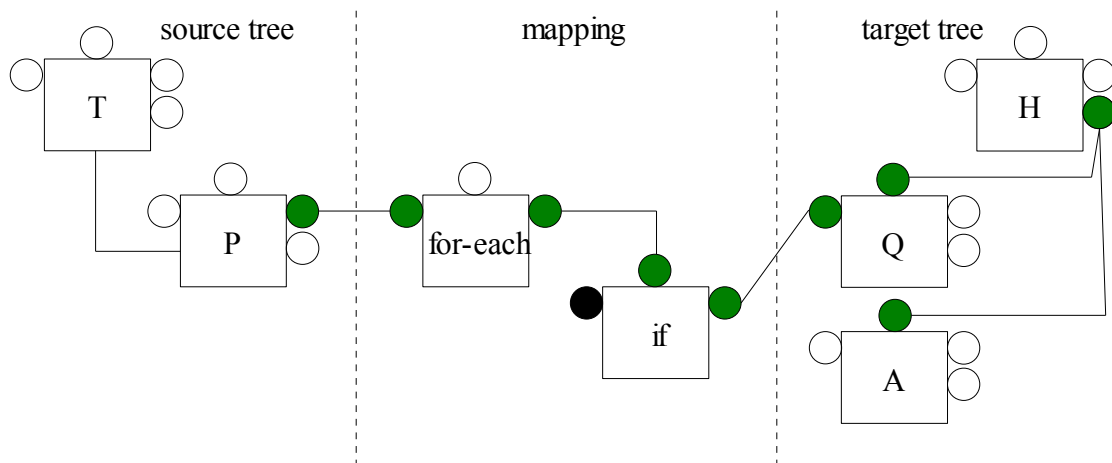 source tree
mapping
target tree
T
H
P
for-each
Q
if
A